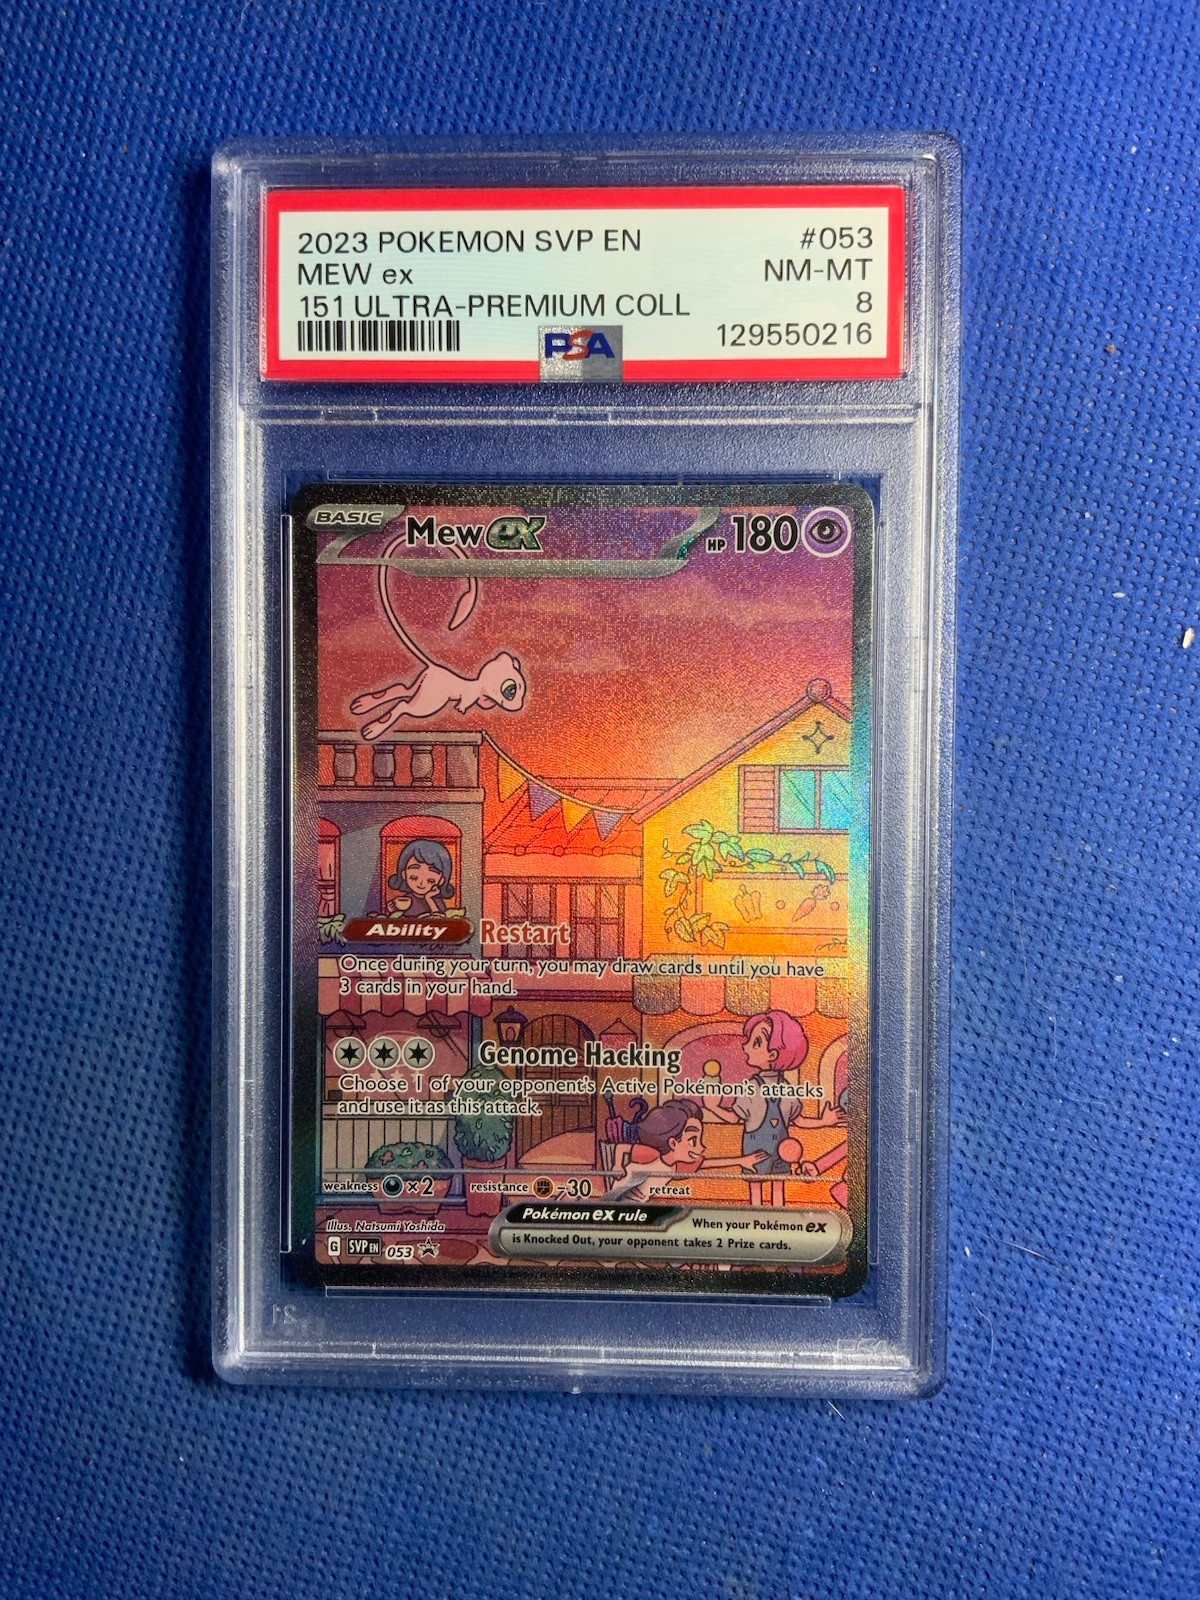 2023 POKEMON SVP EN #053
MEW ex NM-MT
151 ULTRA-PREMIUM COLL 8
PSA 129550216
BASIC Mew ex HP 180
Ability Restart
Once during your turn, you may draw cards until you have
3 cards in your hand.
Genome Hacking
Choose 1 of your opponent's Active Pokémon's attacks
and use it as this attack.
weakness ×2 resistance -30 retreat
Illus. Natsumi Yoshida
Pokémon ex rule When your Pokémon ex
is Knocked Out, your opponent takes 2 Prize cards.
G SVP EN 053